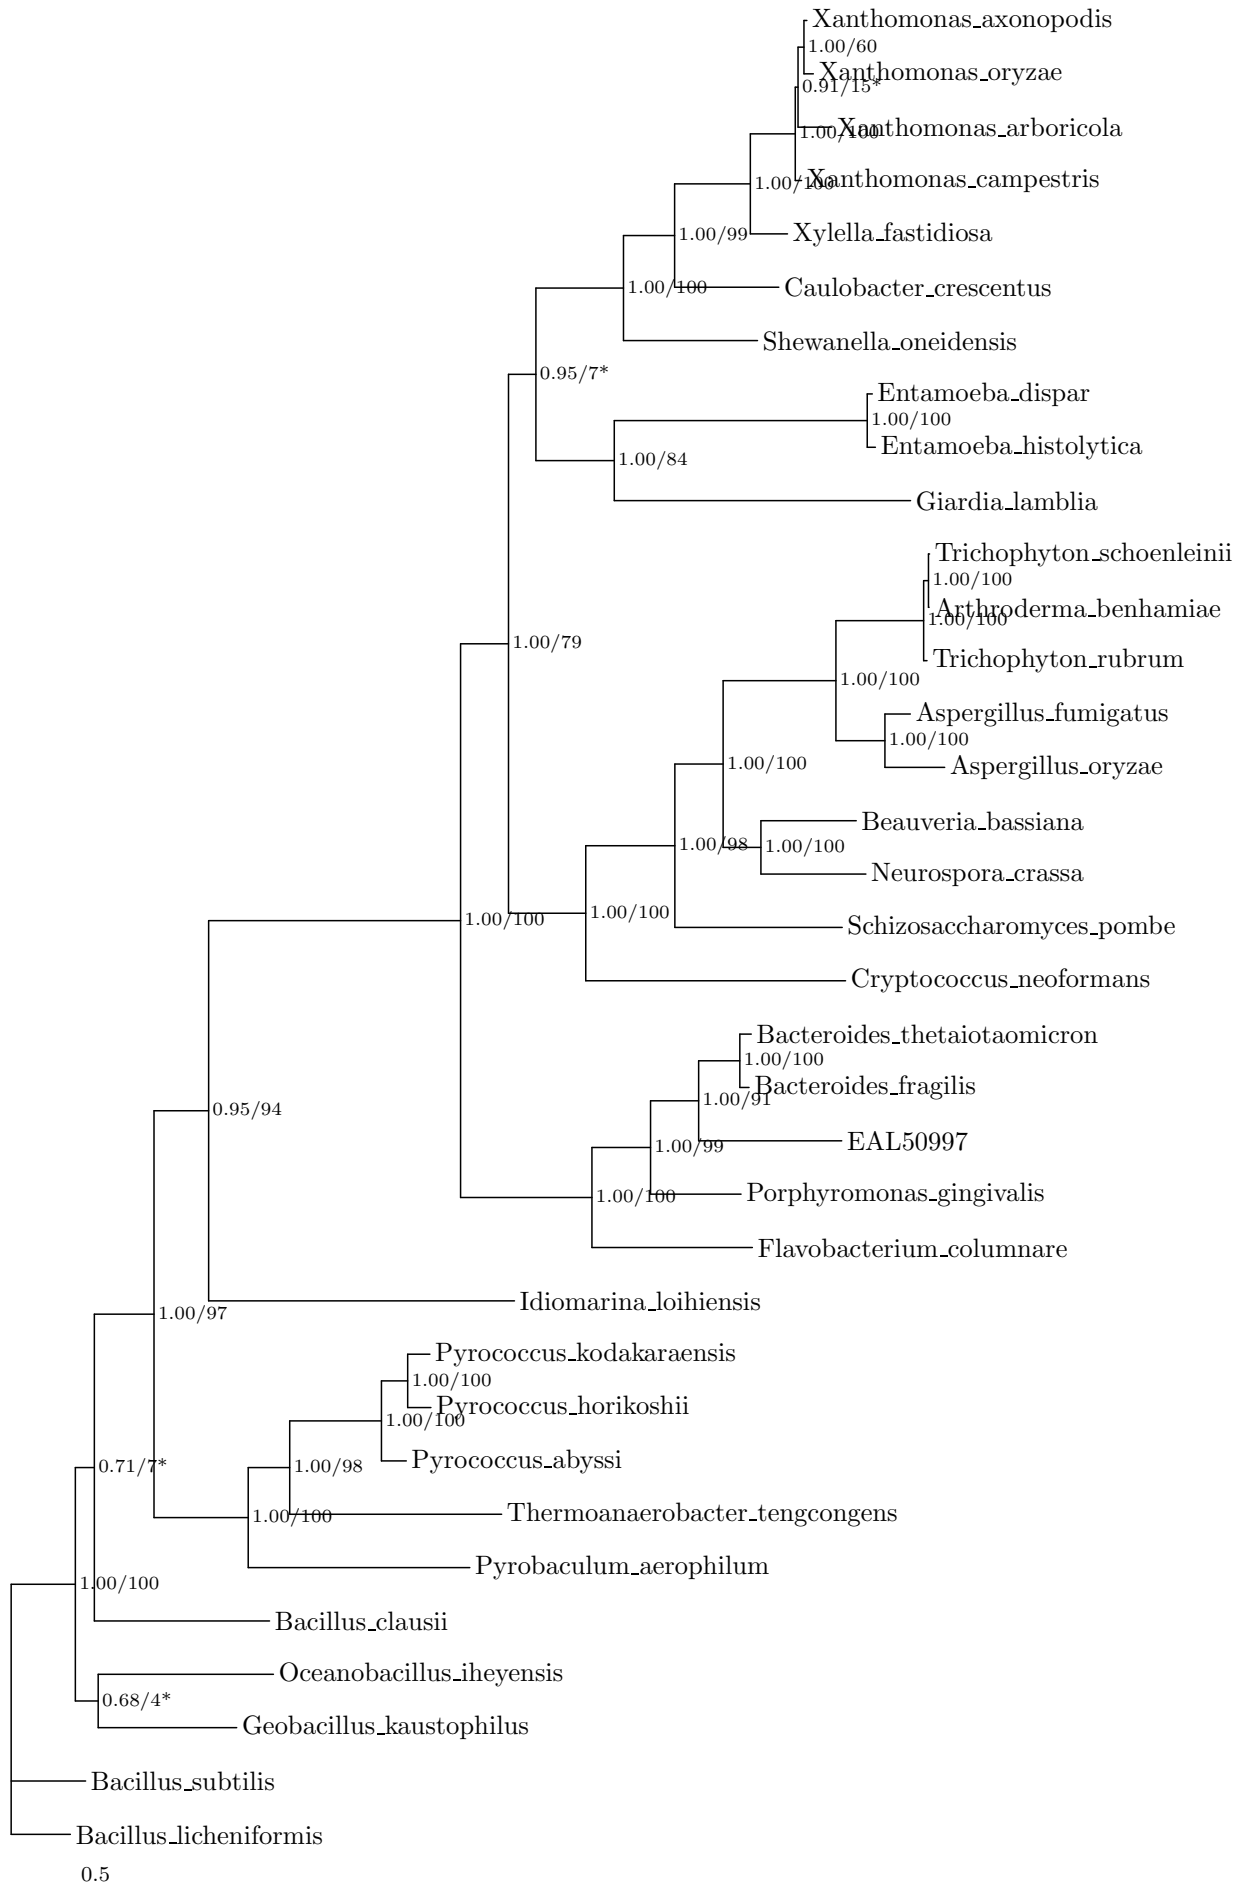 Xanthomonas_axonopodis
1.00/60
Xanthomonas_oryzae
0.91/15*
Xanthomonas_arboricola
1.00/100
Xanthomonas_campestris
1.00/100
Xylella_fastidiosa
1.00/99
Caulobacter_crescentus
1.00/100
Shewanella_oneidensis
0.95/7*
Entamoeba_dispar
1.00/100
Entamoeba_histolytica
1.00/84
Giardia_lamblia
Trichophyton_schoenleinii
1.00/100
Arthroderma_benhamiae
1.00/100
1.00/79
Trichophyton_rubrum
1.00/100
Aspergillus_fumigatus
1.00/100
1.00/100
Aspergillus_oryzae
Beauveria_bassiana
1.00/98
1.00/100
Neurospora_crassa
1.00/100
1.00/100
Schizosaccharomyces_pombe
Cryptococcus_neoformans
Bacteroides_thetaiotaomicron
1.00/100
Bacteroides_fragilis
1.00/91
0.95/94
EAL50997
1.00/99
Porphyromonas_gingivalis
1.00/100
Flavobacterium_columnare
Idiomarina_loihiensis
1.00/97
Pyrococcus_kodakaraensis
1.00/100
Pyrococcus_horikoshii
1.00/100
Pyrococcus_abyssi
0.71/7*
1.00/98
Thermoanaerobacter_tengcongens
1.00/100
Pyrobaculum_aerophilum
1.00/100
Bacillus_clausii
Oceanobacillus_iheyensis
0.68/4*
Geobacillus_kaustophilus
Bacillus_subtilis
Bacillus_licheniformis
0.5